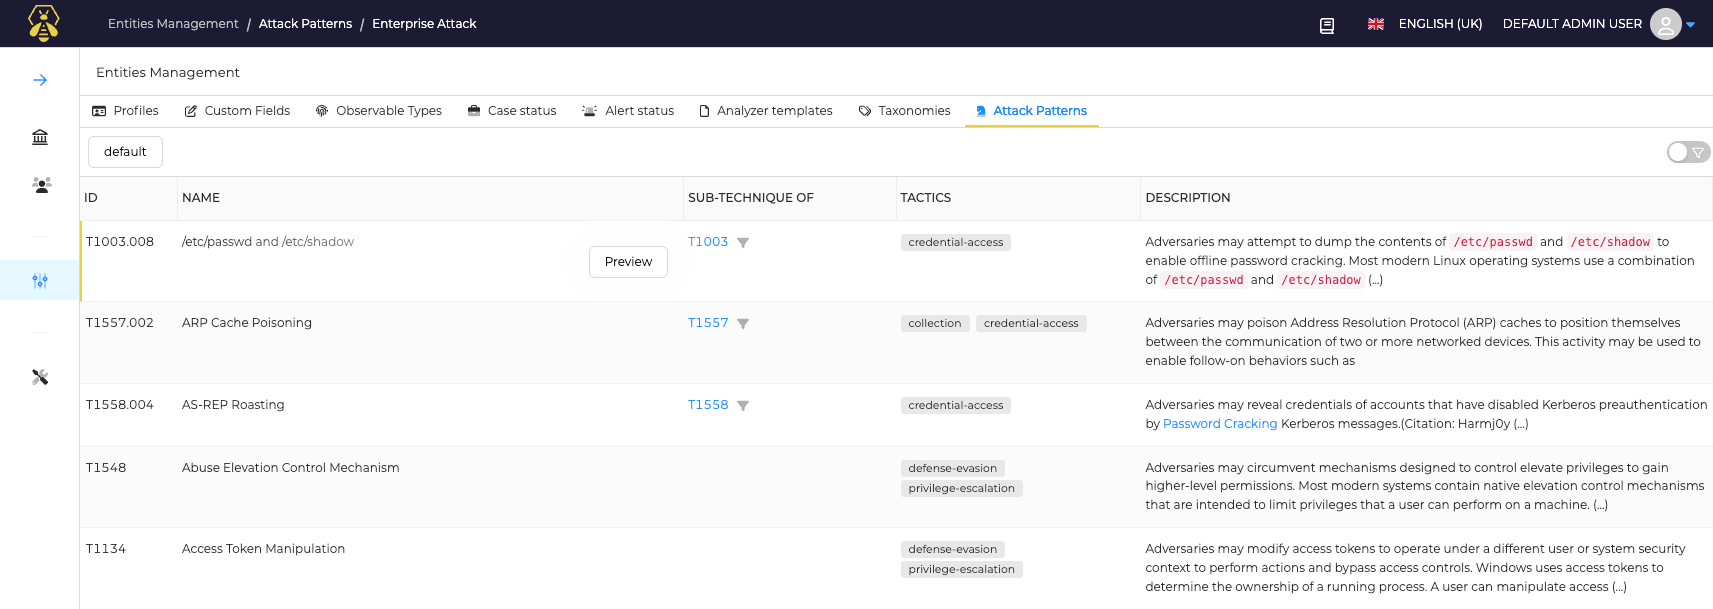 Entities Management / Attack Patterns / Enterprise Attack
ENGLISH (UK) DEFAULT ADMIN USER
Entities Management
Profiles Custom Fields Observable Types Case status Alert status Analyzer templates Taxonomies Attack Patterns
default
ID NAME SUB-TECHNIQUE OF TACTICS DESCRIPTION
T1003.008 /etc/passwd and /etc/shadow T1003 credential-access Adversaries may attempt to dump the contents of /etc/passwd and /etc/shadow to
Preview enable offline password cracking. Most modern Linux operating systems use a combination
of /etc/passwd and /etc/shadow (...)
T1557.002 ARP Cache Poisoning T1557 collection credential-access Adversaries may poison Address Resolution Protocol (ARP) caches to position themselves
between the communication of two or more networked devices. This activity may be used to
enable follow-on behaviors such as
T1558.004 AS-REP Roasting T1558 credential-access Adversaries may reveal credentials of accounts that have disabled Kerberos preauthentication
by Password Cracking Kerberos messages.(Citation: Harmj0y (...)
T1548 Abuse Elevation Control Mechanism defense-evasion Adversaries may circumvent mechanisms designed to control elevate privileges to gain
privilege-escalation higher-level permissions. Most modern systems contain native elevation control mechanisms
that are intended to limit privileges that a user can perform on a machine. (...)
T1134 Access Token Manipulation defense-evasion Adversaries may modify access tokens to operate under a different user or system security
privilege-escalation context to perform actions and bypass access controls. Windows uses access tokens to
determine the ownership of a running process. A user can manipulate access (...)